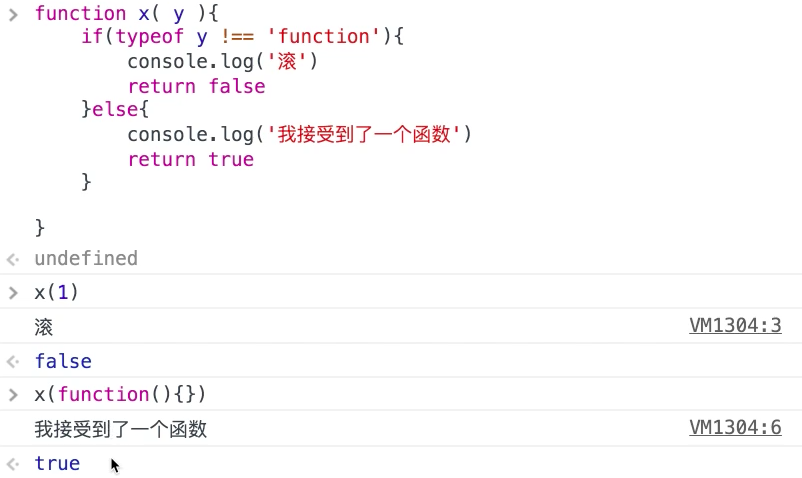 function x( y ){
    if(typeof y !== 'function'){
        console.log('滚')
        return false
    }else{
        console.log('我接受到了一个函数')
        return true
    }
}
undefined
x(1)
滚 VM1304:3
false
x(function(){})
我接受到了一个函数 VM1304:6
true